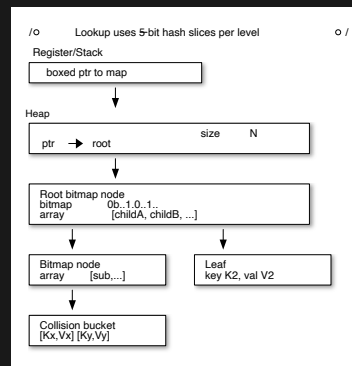 /o Lookup uses 5-bit hash slices per level o /
Register/Stack
boxed ptr to map
Heap
size N
ptr → root
Root bitmap node
bitmap 0b..1.0..1..
array [childA, childB, ...]
Bitmap node
array [sub,...]
Leaf
key K2, val V2
Collision bucket
[Kx,Vx] [Ky,Vy]